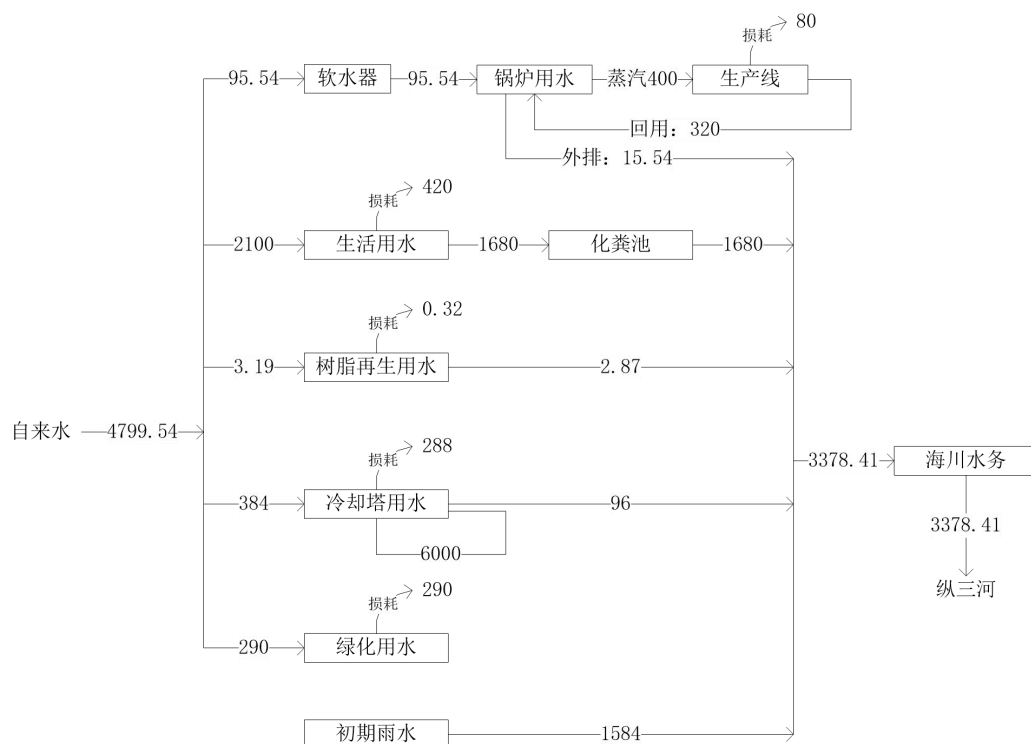 损耗 80
95.54 软水器 95.54 锅炉用水 蒸汽400 生产线
回用：320
外排：15.54
损耗 420
2100 生活用水 1680 化粪池 1680
损耗 0.32
3.19 树脂再生用水 2.87
自来水 4799.54
损耗 288
3378.41 海川水务
384 冷却塔用水 96
3378.41
6000
纵三河
损耗 290
290 绿化用水
初期雨水 1584